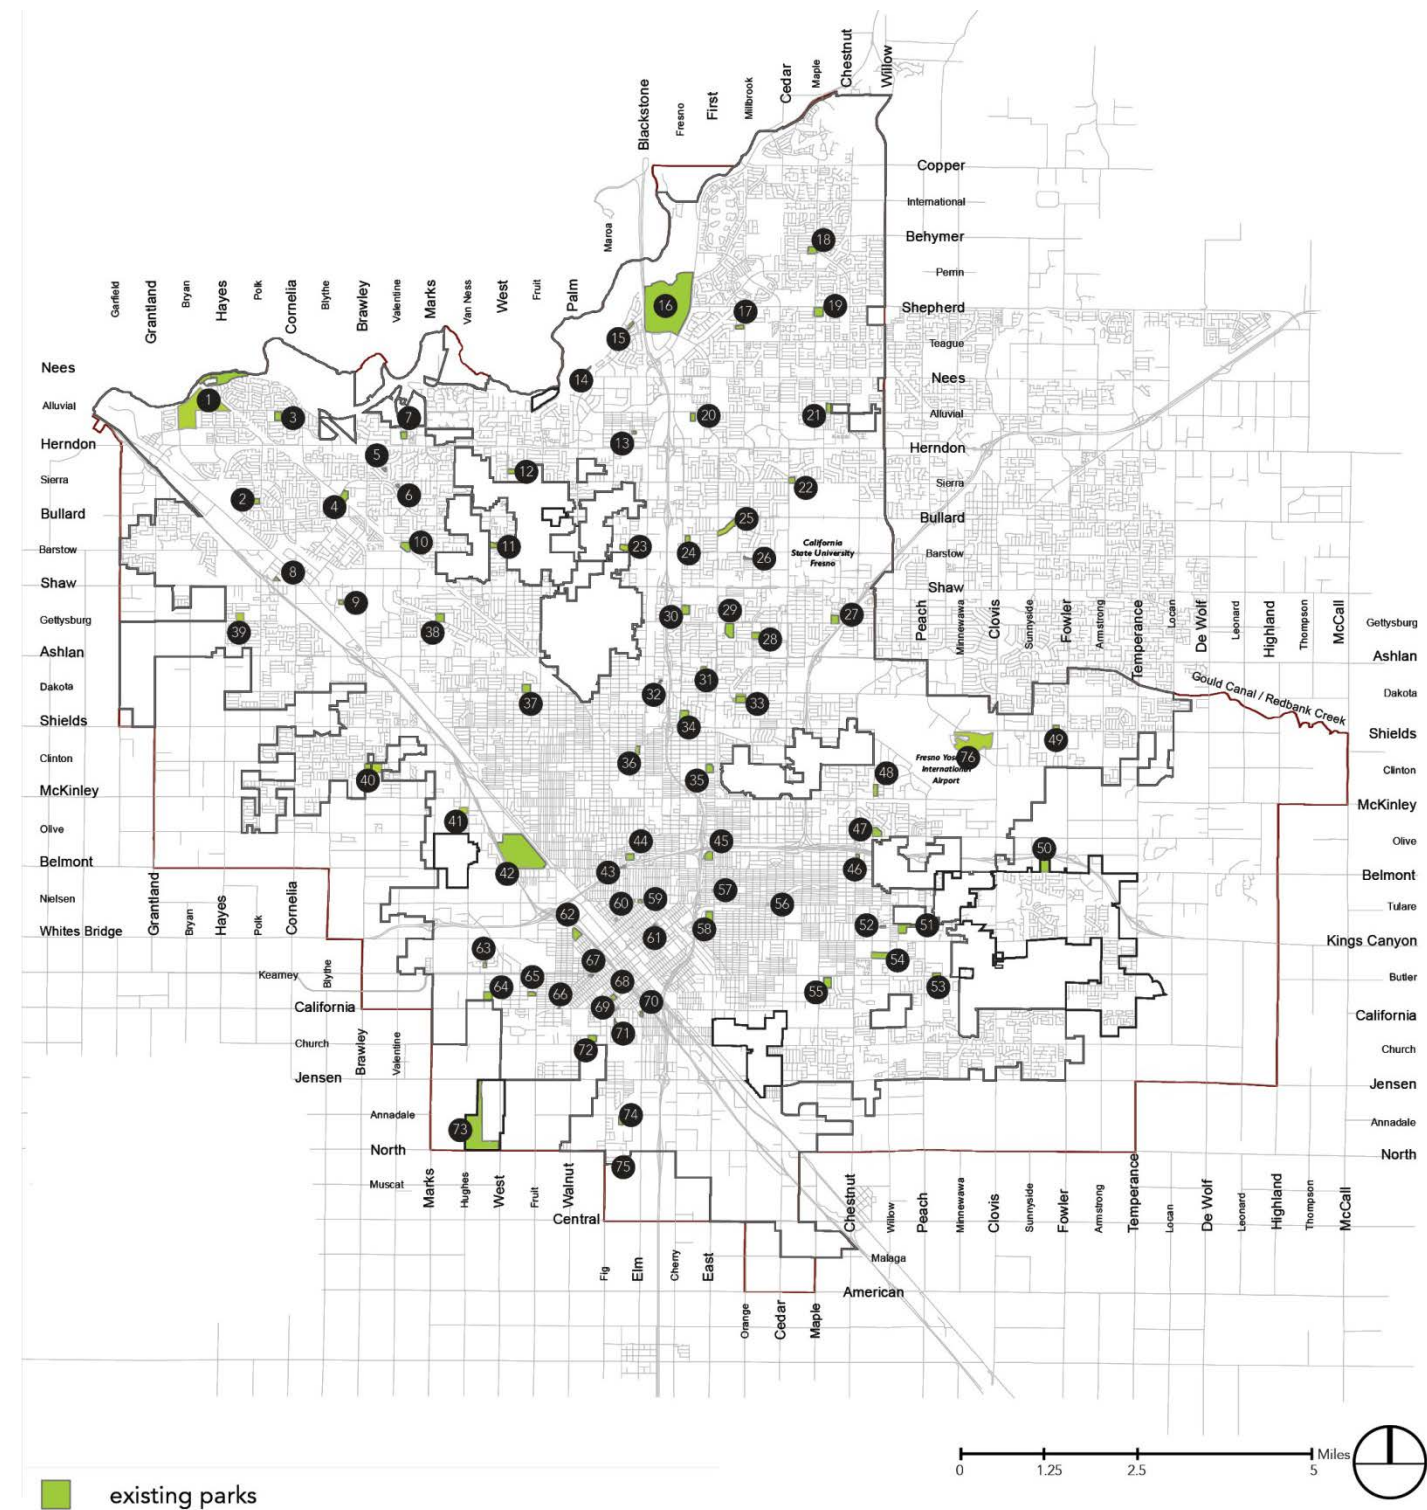 Blackstone
Fresno
First
Millbrook
Cedar
Maple
Chestnut
Willow
Copper
International
Behymer
Perrin
Shepherd
Teague
Nees
Alluvial
Herndon
Sierra
Bullard
Barstow
Shaw
Garfield
Grantland
Bryan
Hayes
Polk
Cornelia
Blythe
Brawley
Valentine
Marks
Van Ness
West
Fruit
Palm
Maroa
Nees
Alluvial
Herndon
Sierra
Bullard
Barstow
Shaw
Gettysburg
Ashlan
Dakota
Shields
Clinton
McKinley
Olive
Belmont
Nielsen
Whites Bridge
Kearney
California
Church
Jensen
Annadale
North
Muscat
Central
Grantland
Bryan
Hayes
Polk
Cornelia
Blythe
Brawley
Valentine
Peach
Minnewawa
Clovis
Sunnyside
Fowler
Armstrong
Temperance
Locan
De Wolf
Leonard
Highland
Thompson
McCall
Gettysburg
Ashlan
Dakota
Gould Canal / Redbank Creek
Shields
Clinton
McKinley
Olive
Belmont
Tulare
Kings Canyon
Butler
California
Church
Jensen
Annadale
North
California
State University
Fresno
Fresno
International
Airport
1
2
3
4
5
6
7
8
9
10
11
12
13
14
15
16
17
18
19
20
21
22
23
24
25
26
27
28
29
30
31
32
33
34
35
36
37
38
39
40
41
42
43
44
45
46
47
48
49
50
51
52
53
54
55
56
57
58
59
60
61
62
63
64
65
66
67
68
69
70
71
72
73
74
75
76
Marks
Hughes
West
Fruit
Walnut
Fig
Elm
Cherry
East
Orange
Cedar
Maple
Chestnut
Willow
Peach
Minnewawa
Clovis
Sunnyside
Fowler
Armstrong
Temperance
Locan
De Wolf
Leonard
Highland
Thompson
McCall
Malaga
American
0 1.25 2.5 5 Miles
existing parks